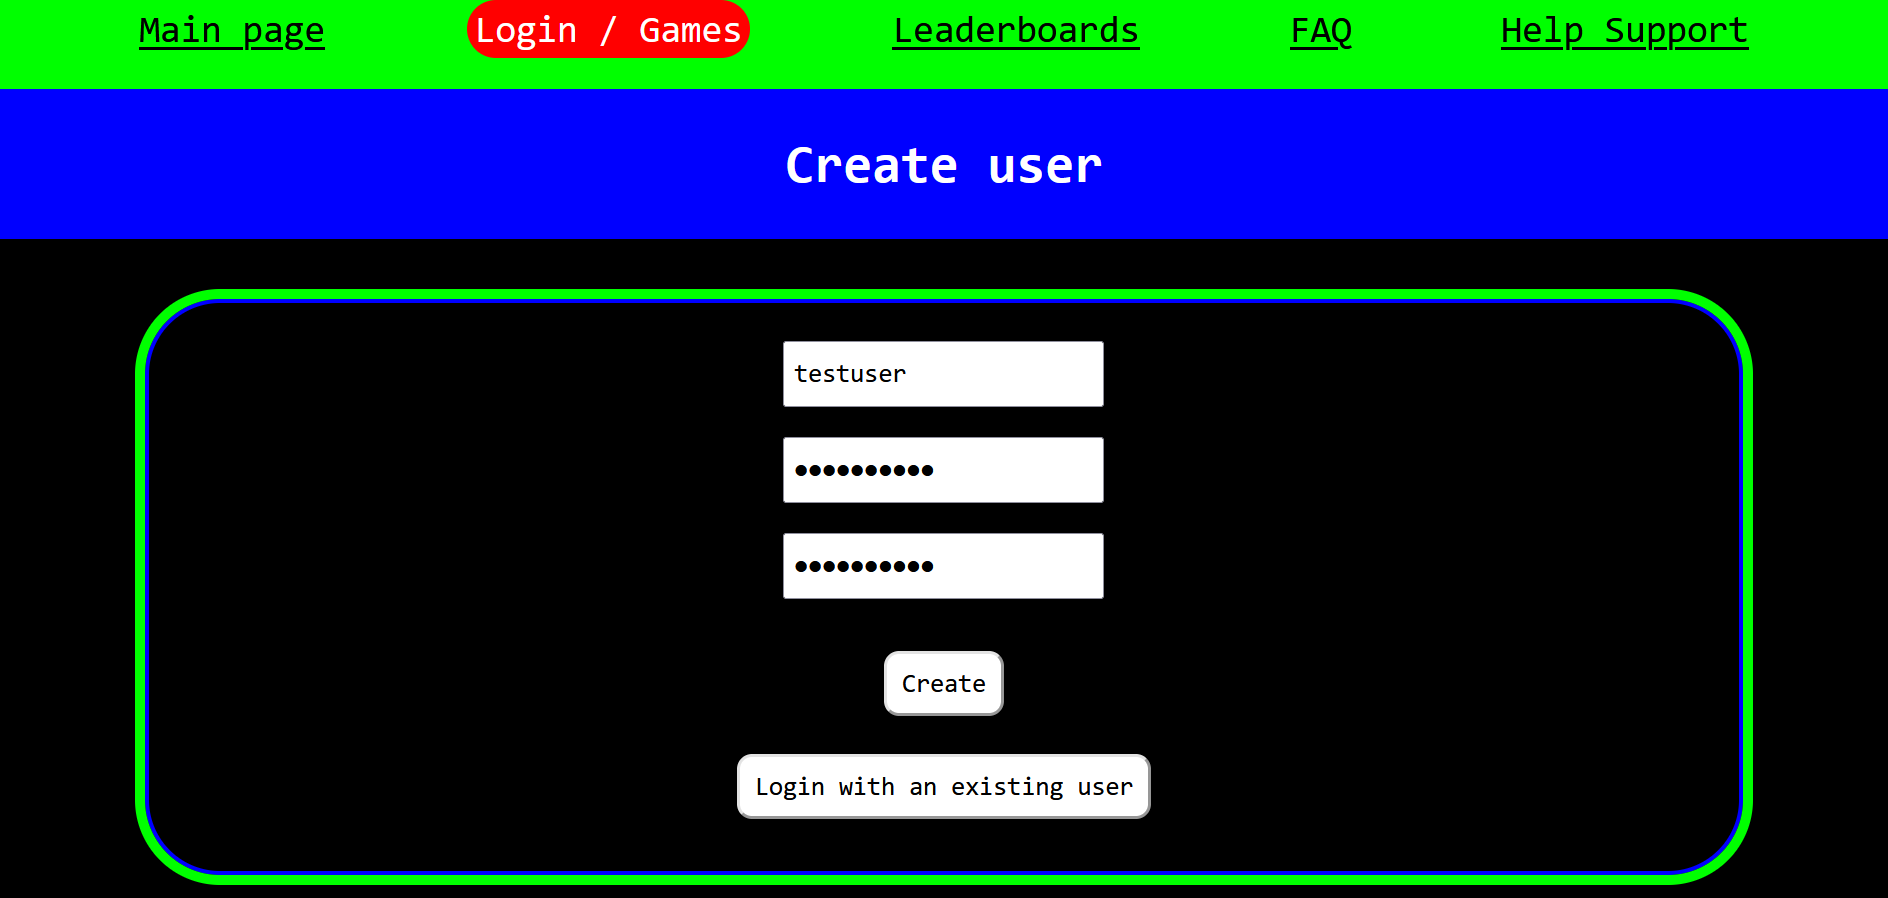 Main page Login / Games Leaderboards FAQ Help Support
Create user
testuser
••••••••••
••••••••••
Create
Login with an existing user